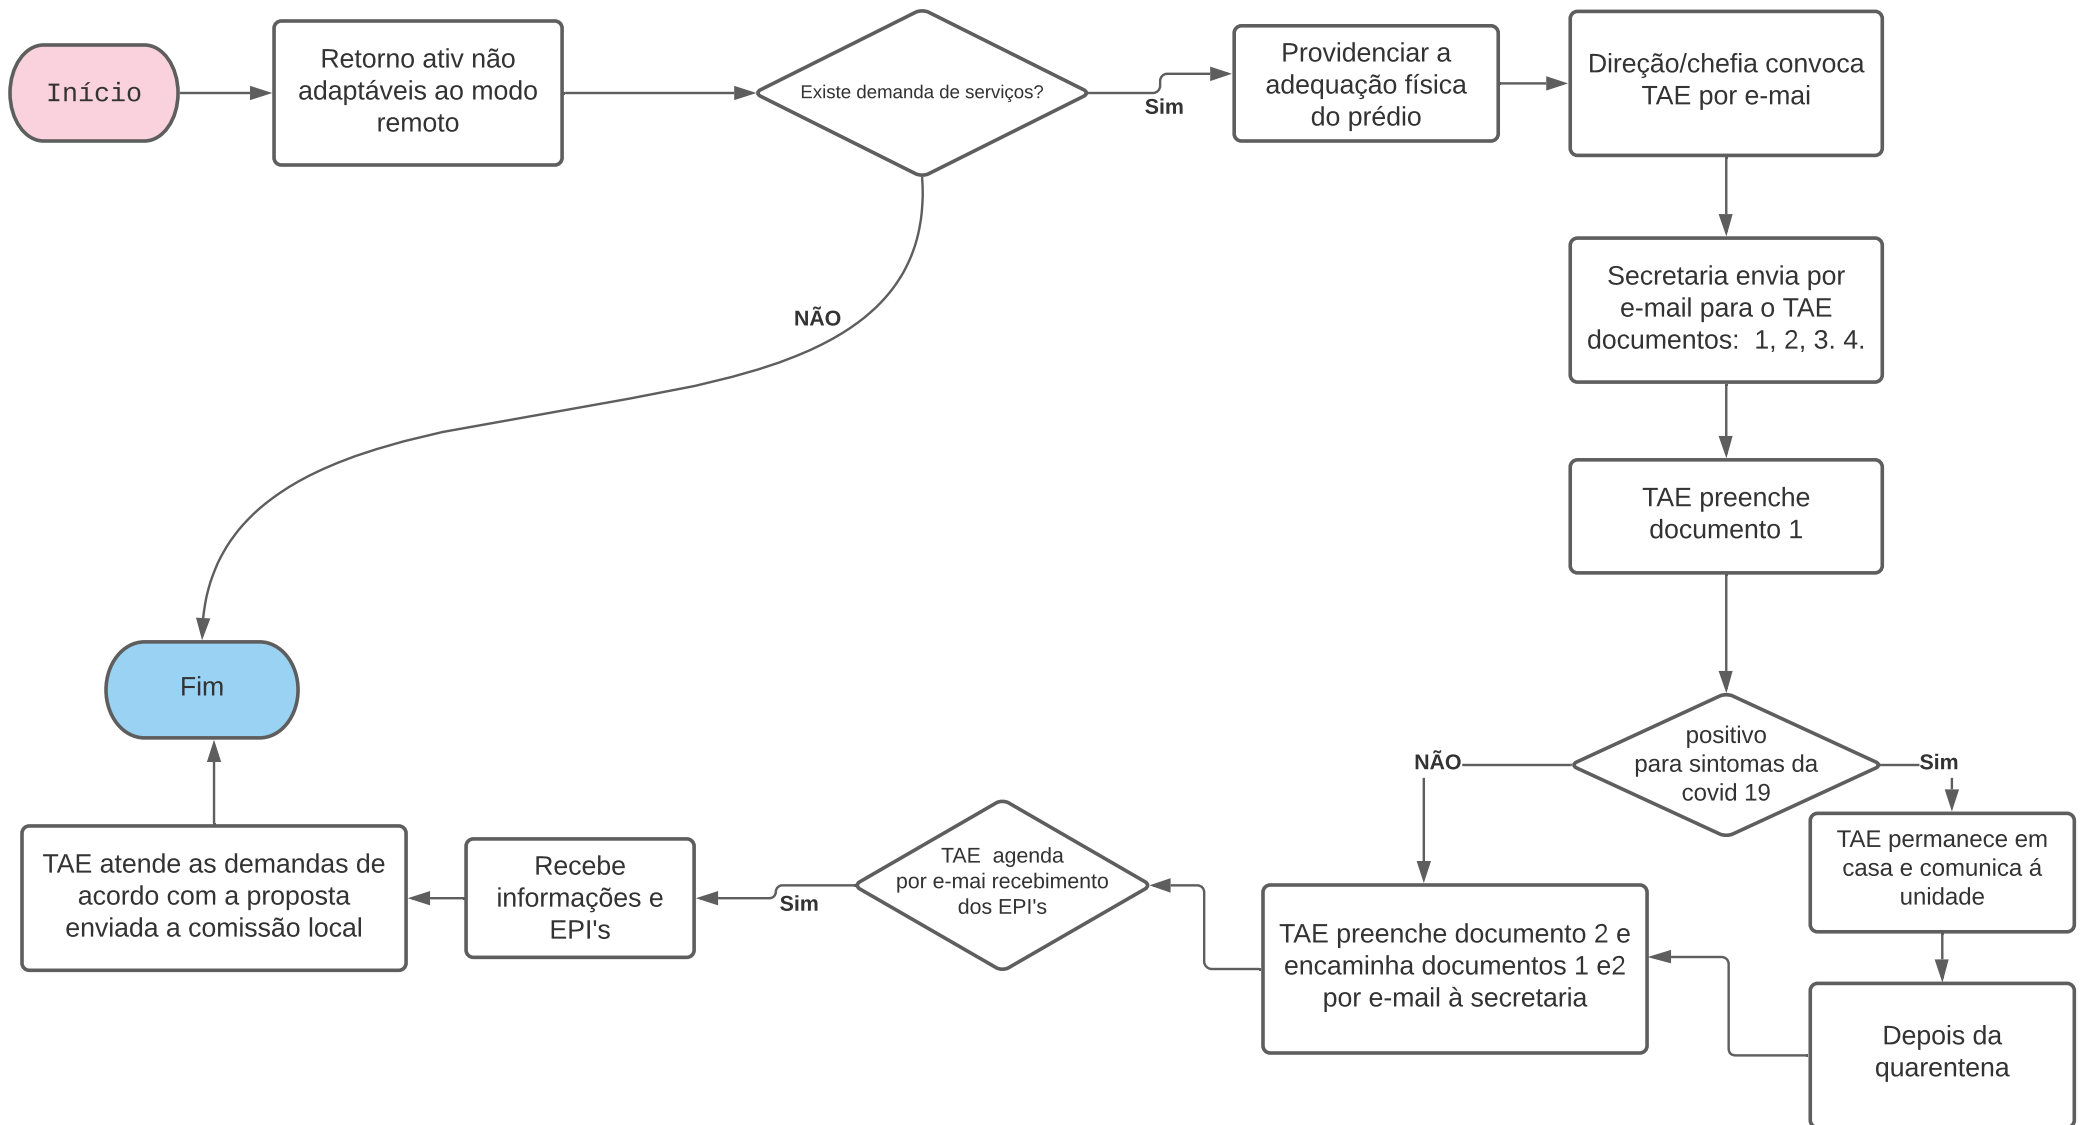 Início
Retorno ativ não
adaptáveis ao modo
remoto
Existe demanda de serviços?
Sim
Providenciar a
adequação física
do prédio
Direção/chefia convoca
TAE por e-mai
Secretaria envia por
e-mail para o TAE
documentos:  1, 2, 3. 4.
NÃO
TAE preenche
documento 1
Fim
positivo
para sintomas da
covid 19
NÃO
Sim
TAE permanece em
casa e comunica á
unidade
Depois da
quarentena
TAE preenche documento 2 e
encaminha documentos 1 e2
por e-mail à secretaria
TAE  agenda
por e-mai recebimento
dos EPI's
Sim
Recebe
informações e
EPI's
TAE atende as demandas de
acordo com a proposta
enviada a comissão local